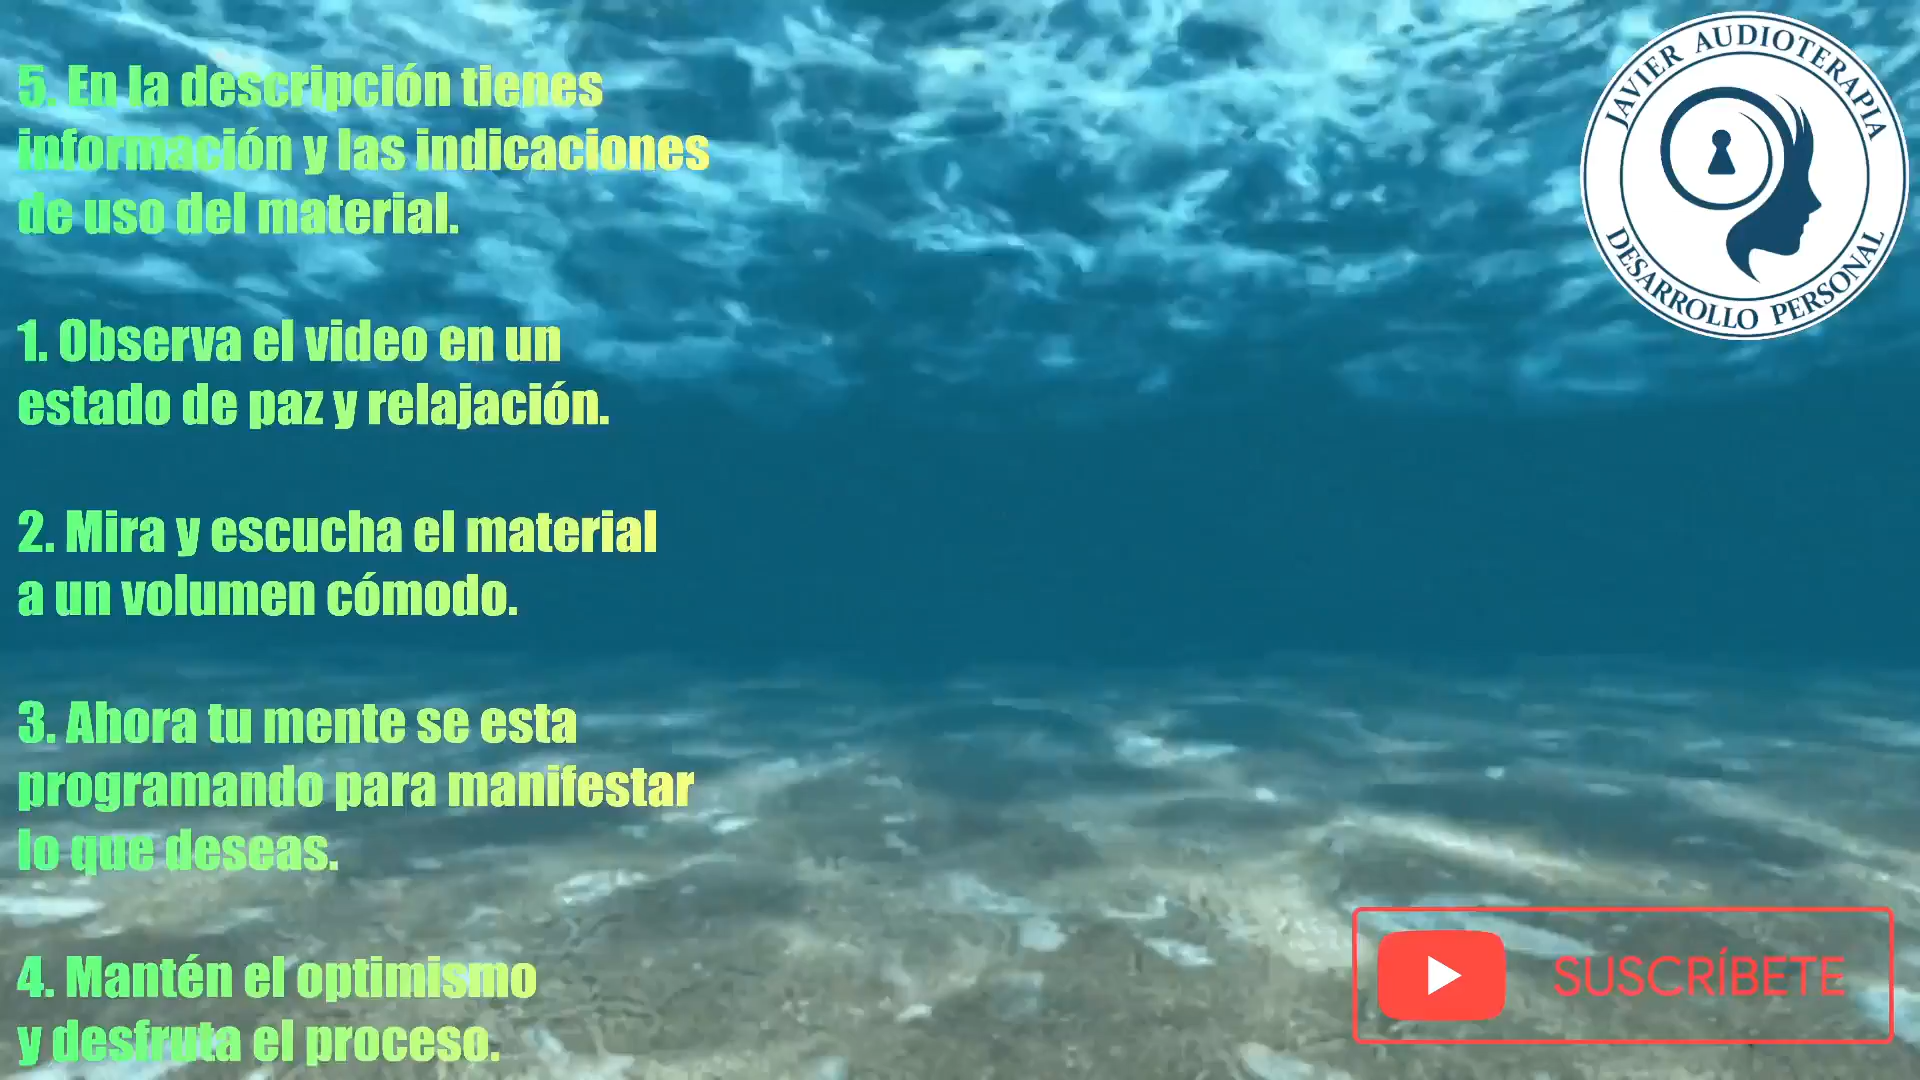 5. En la descripción tienes
información y las indicaciones
de uso del material.
1. Observa el video en un
estado de paz y relajación.
2. Mira y escucha el material
a un volumen cómodo.
3. Ahora tu mente se esta
programando para manifestar
lo que deseas.
4. Mantén el optimismo
y desfruta el proceso.
JAVIER AUDIOTERAPIA
DESARROLLO PERSONAL
SUSCRÍBETE